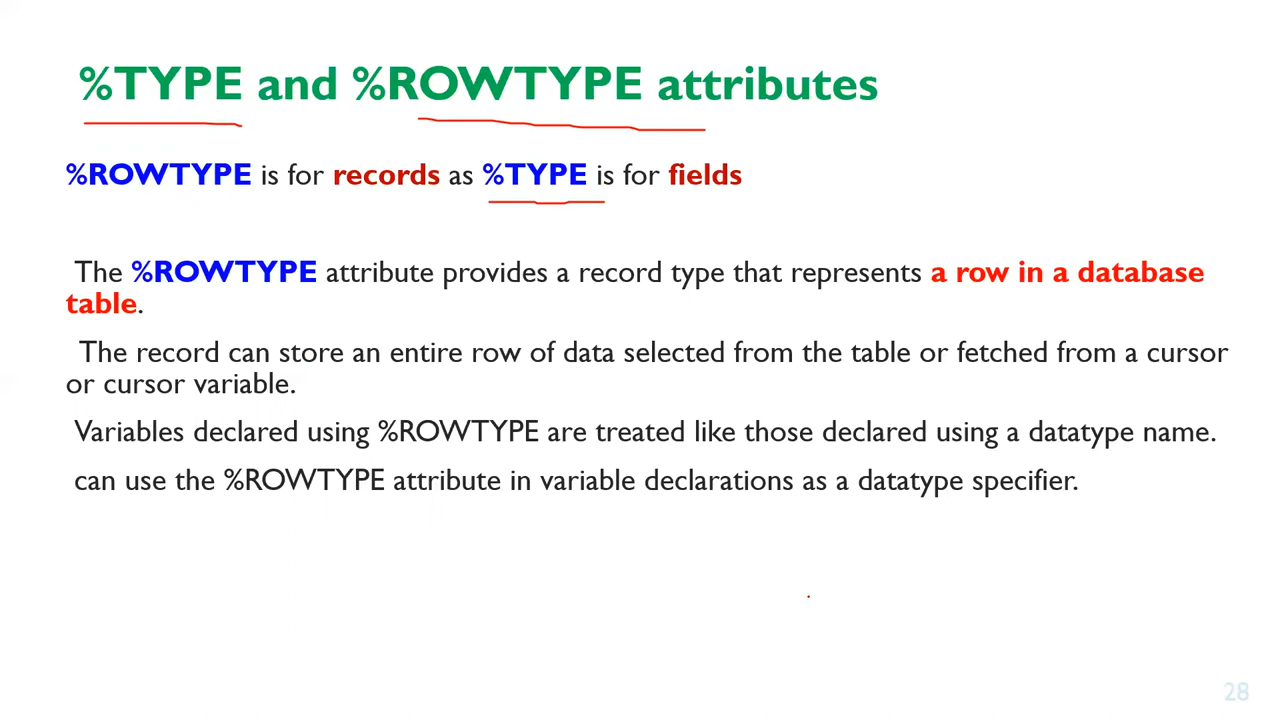 %TYPE and %ROWTYPE attributes
%ROWTYPE is for records as %TYPE is for fields
The %ROWTYPE attribute provides a record type that represents a row in a database
table.
The record can store an entire row of data selected from the table or fetched from a cursor
or cursor variable.
Variables declared using %ROWTYPE are treated like those declared using a datatype name.
can use the %ROWTYPE attribute in variable declarations as a datatype specifier.
28